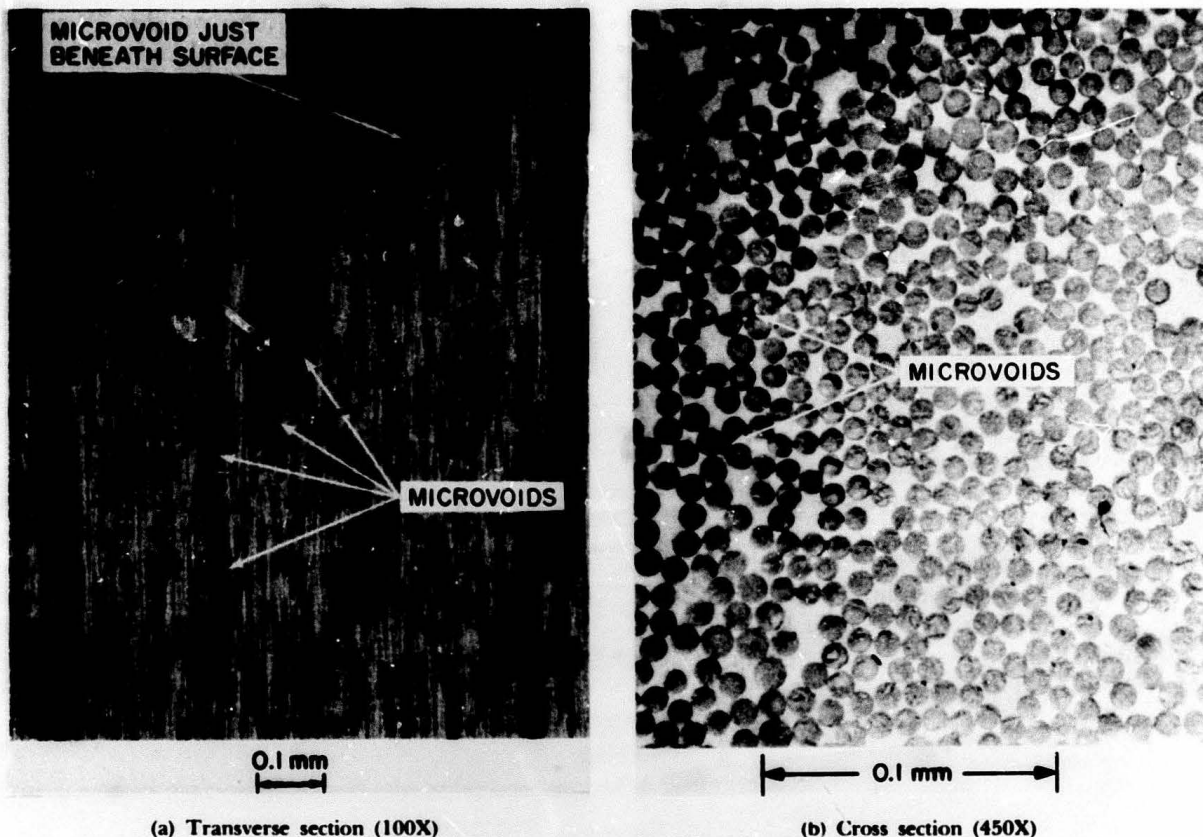 MICROVOID JUST
BENEATH SURFACE
MICROVOIDS
0.1 mm
(a) Transverse section (100X)
MICROVOIDS
0.1 mm
(b) Cross section (450X)